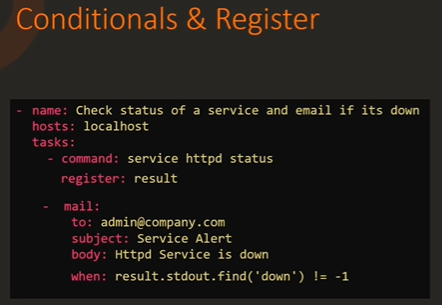 Conditionals & Register
- name: Check status of a service and email if its down
hosts: localhost
tasks:
- command: service httpd status
register: result
- mail:
to: admin@company.com
subject: Service Alert
body: Httpd Service is down
when: result.stdout.find('down') != -1